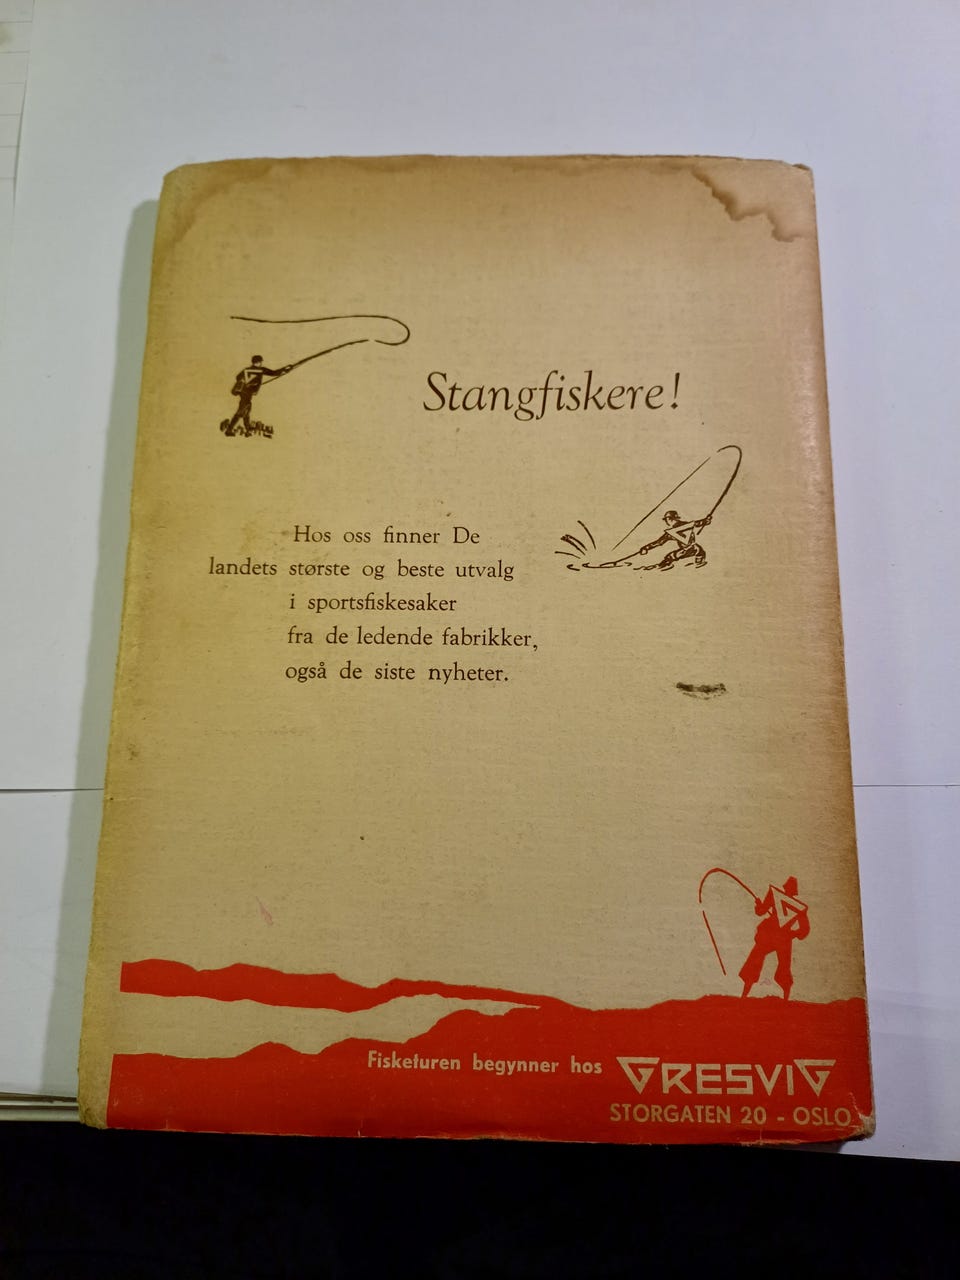 Stangfiskere!
Hos oss finner De
landets største og beste utvalg
i sportsfiskesaker
fra de ledende fabrikker,
også de siste nyheter.
Fisketuren begynner hos GRESVIG
STORGATEN 20 - OSLO